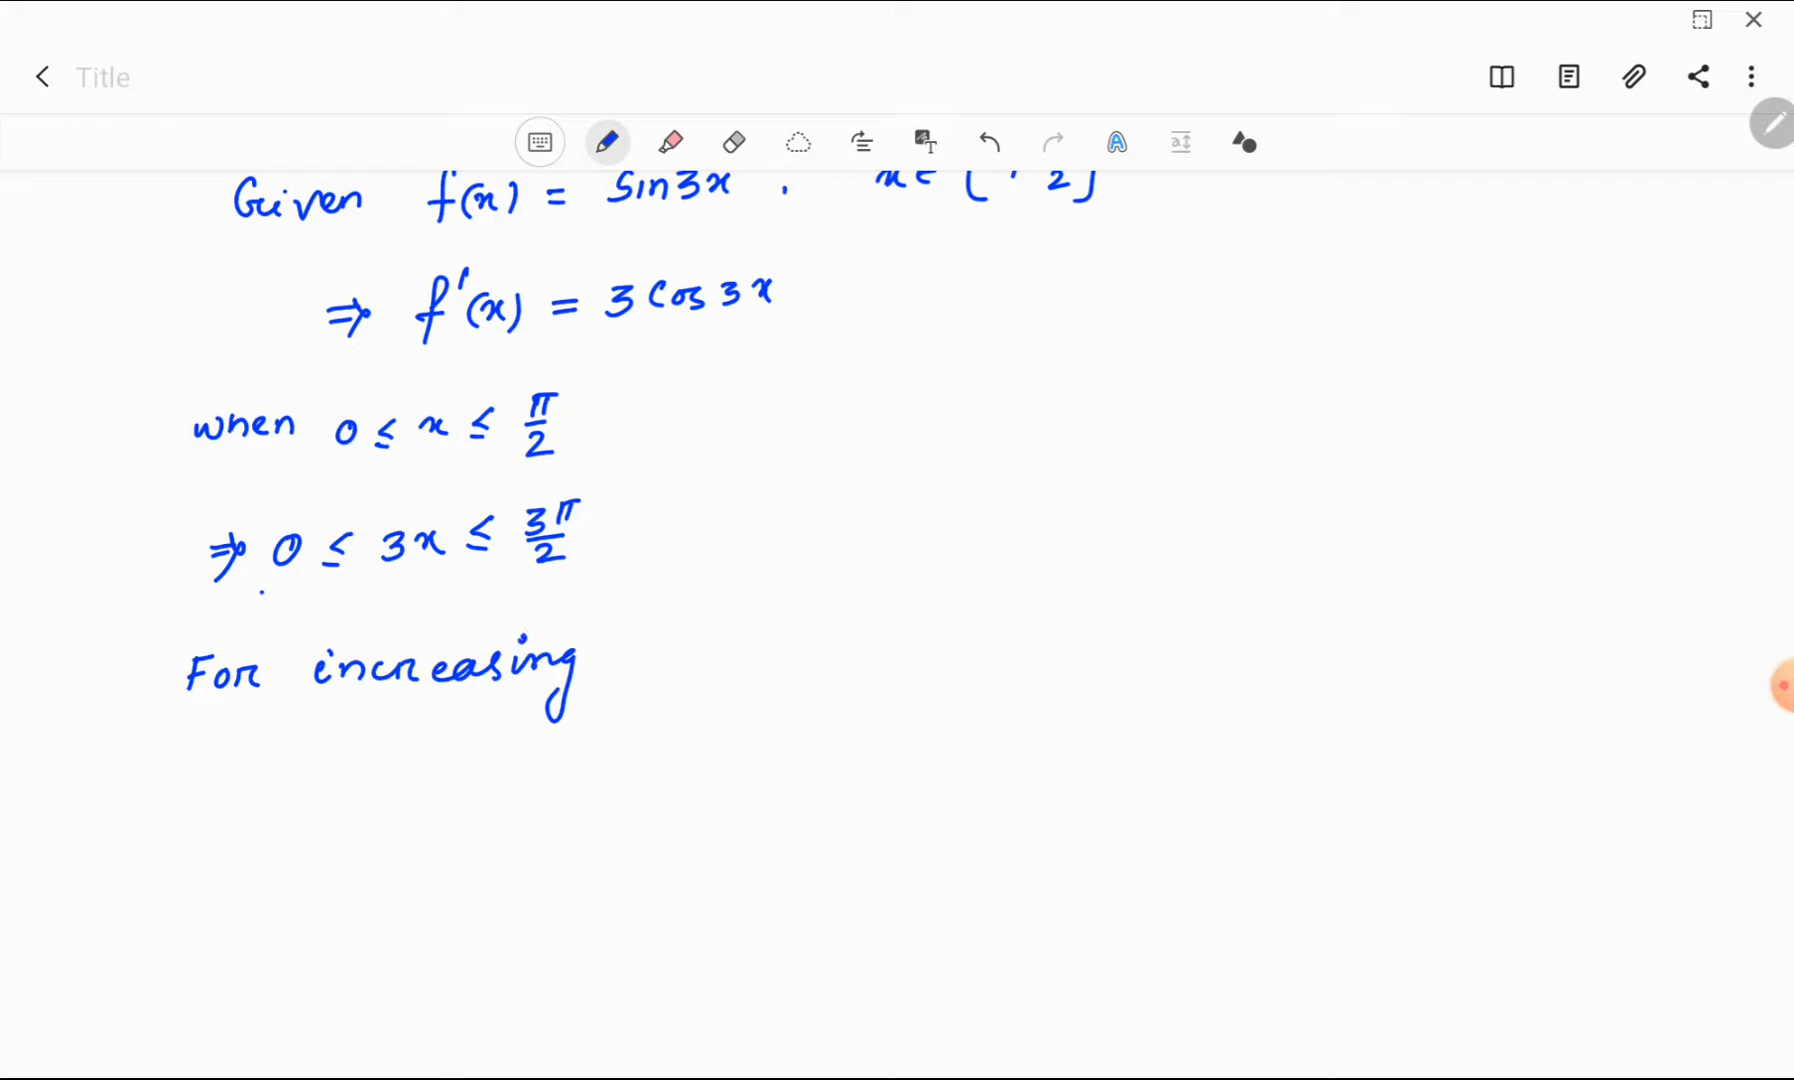 Title
Given f(x) = Sin3x . x ∈ [ , 2]
⇒ f'(x) = 3 cos 3x
when 0 ≤ x ≤ π/2
⇒ 0 ≤ 3x ≤ 3π/2
For increasing